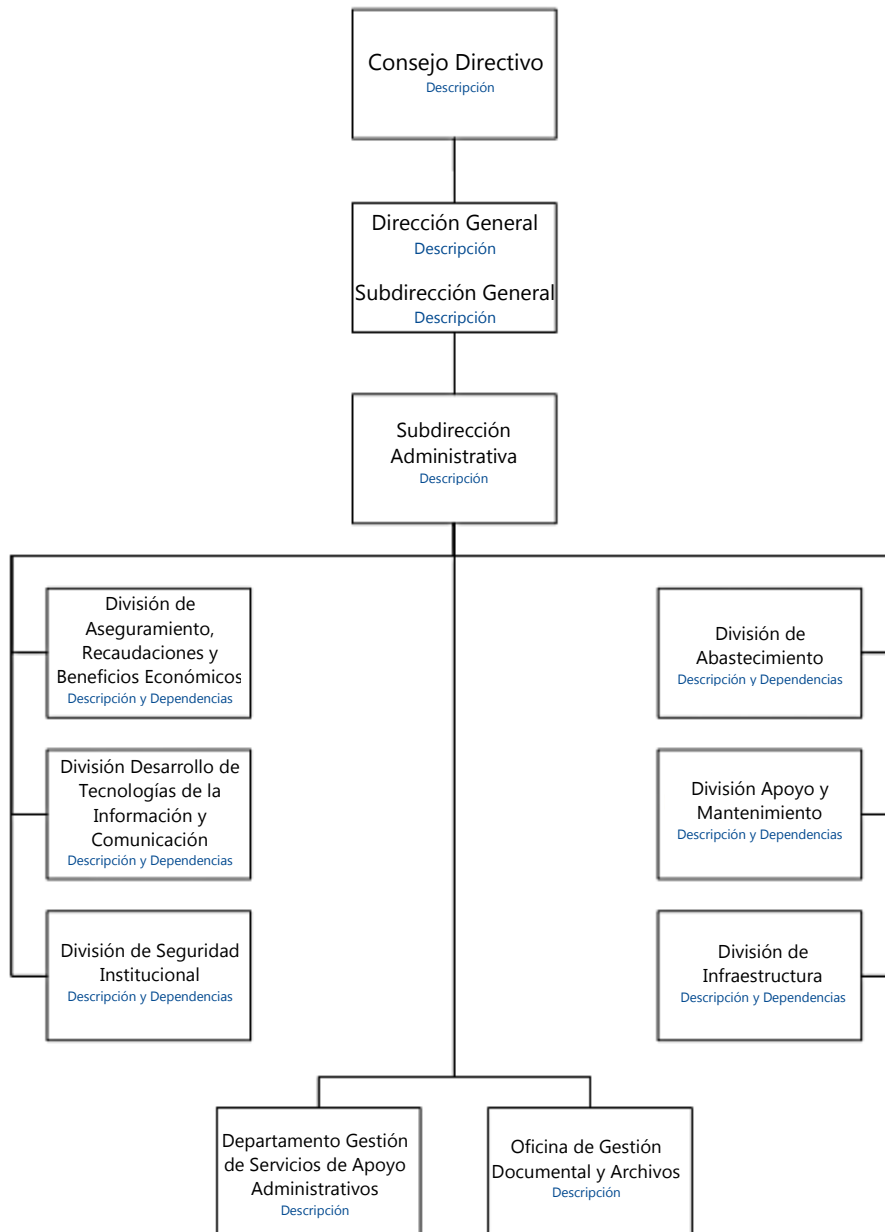 Consejo Directivo
Descripción
Dirección General
Descripción
Subdirección General
Descripción
Subdirección
Administrativa
Descripción
División de
Aseguramiento,
Recaudaciones y
Beneficios Económicos
Descripción y Dependencias
División de
Abastecimiento
Descripción y Dependencias
División Desarrollo de
Tecnologías de la
Información y
Comunicación
Descripción y Dependencias
División Apoyo y
Mantenimiento
Descripción y Dependencias
División de Seguridad
Institucional
Descripción y Dependencias
División de
Infraestructura
Descripción y Dependencias
Departamento Gestión
de Servicios de Apoyo
Administrativos
Descripción
Oficina de Gestión
Documental y Archivos
Descripción